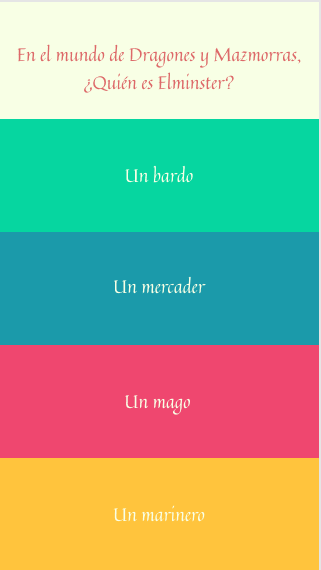 En el mundo de Dragones y Mazmorras,
¿Quién es Elminster?
Un bardo
Un mercader
Un mago
Un marinero